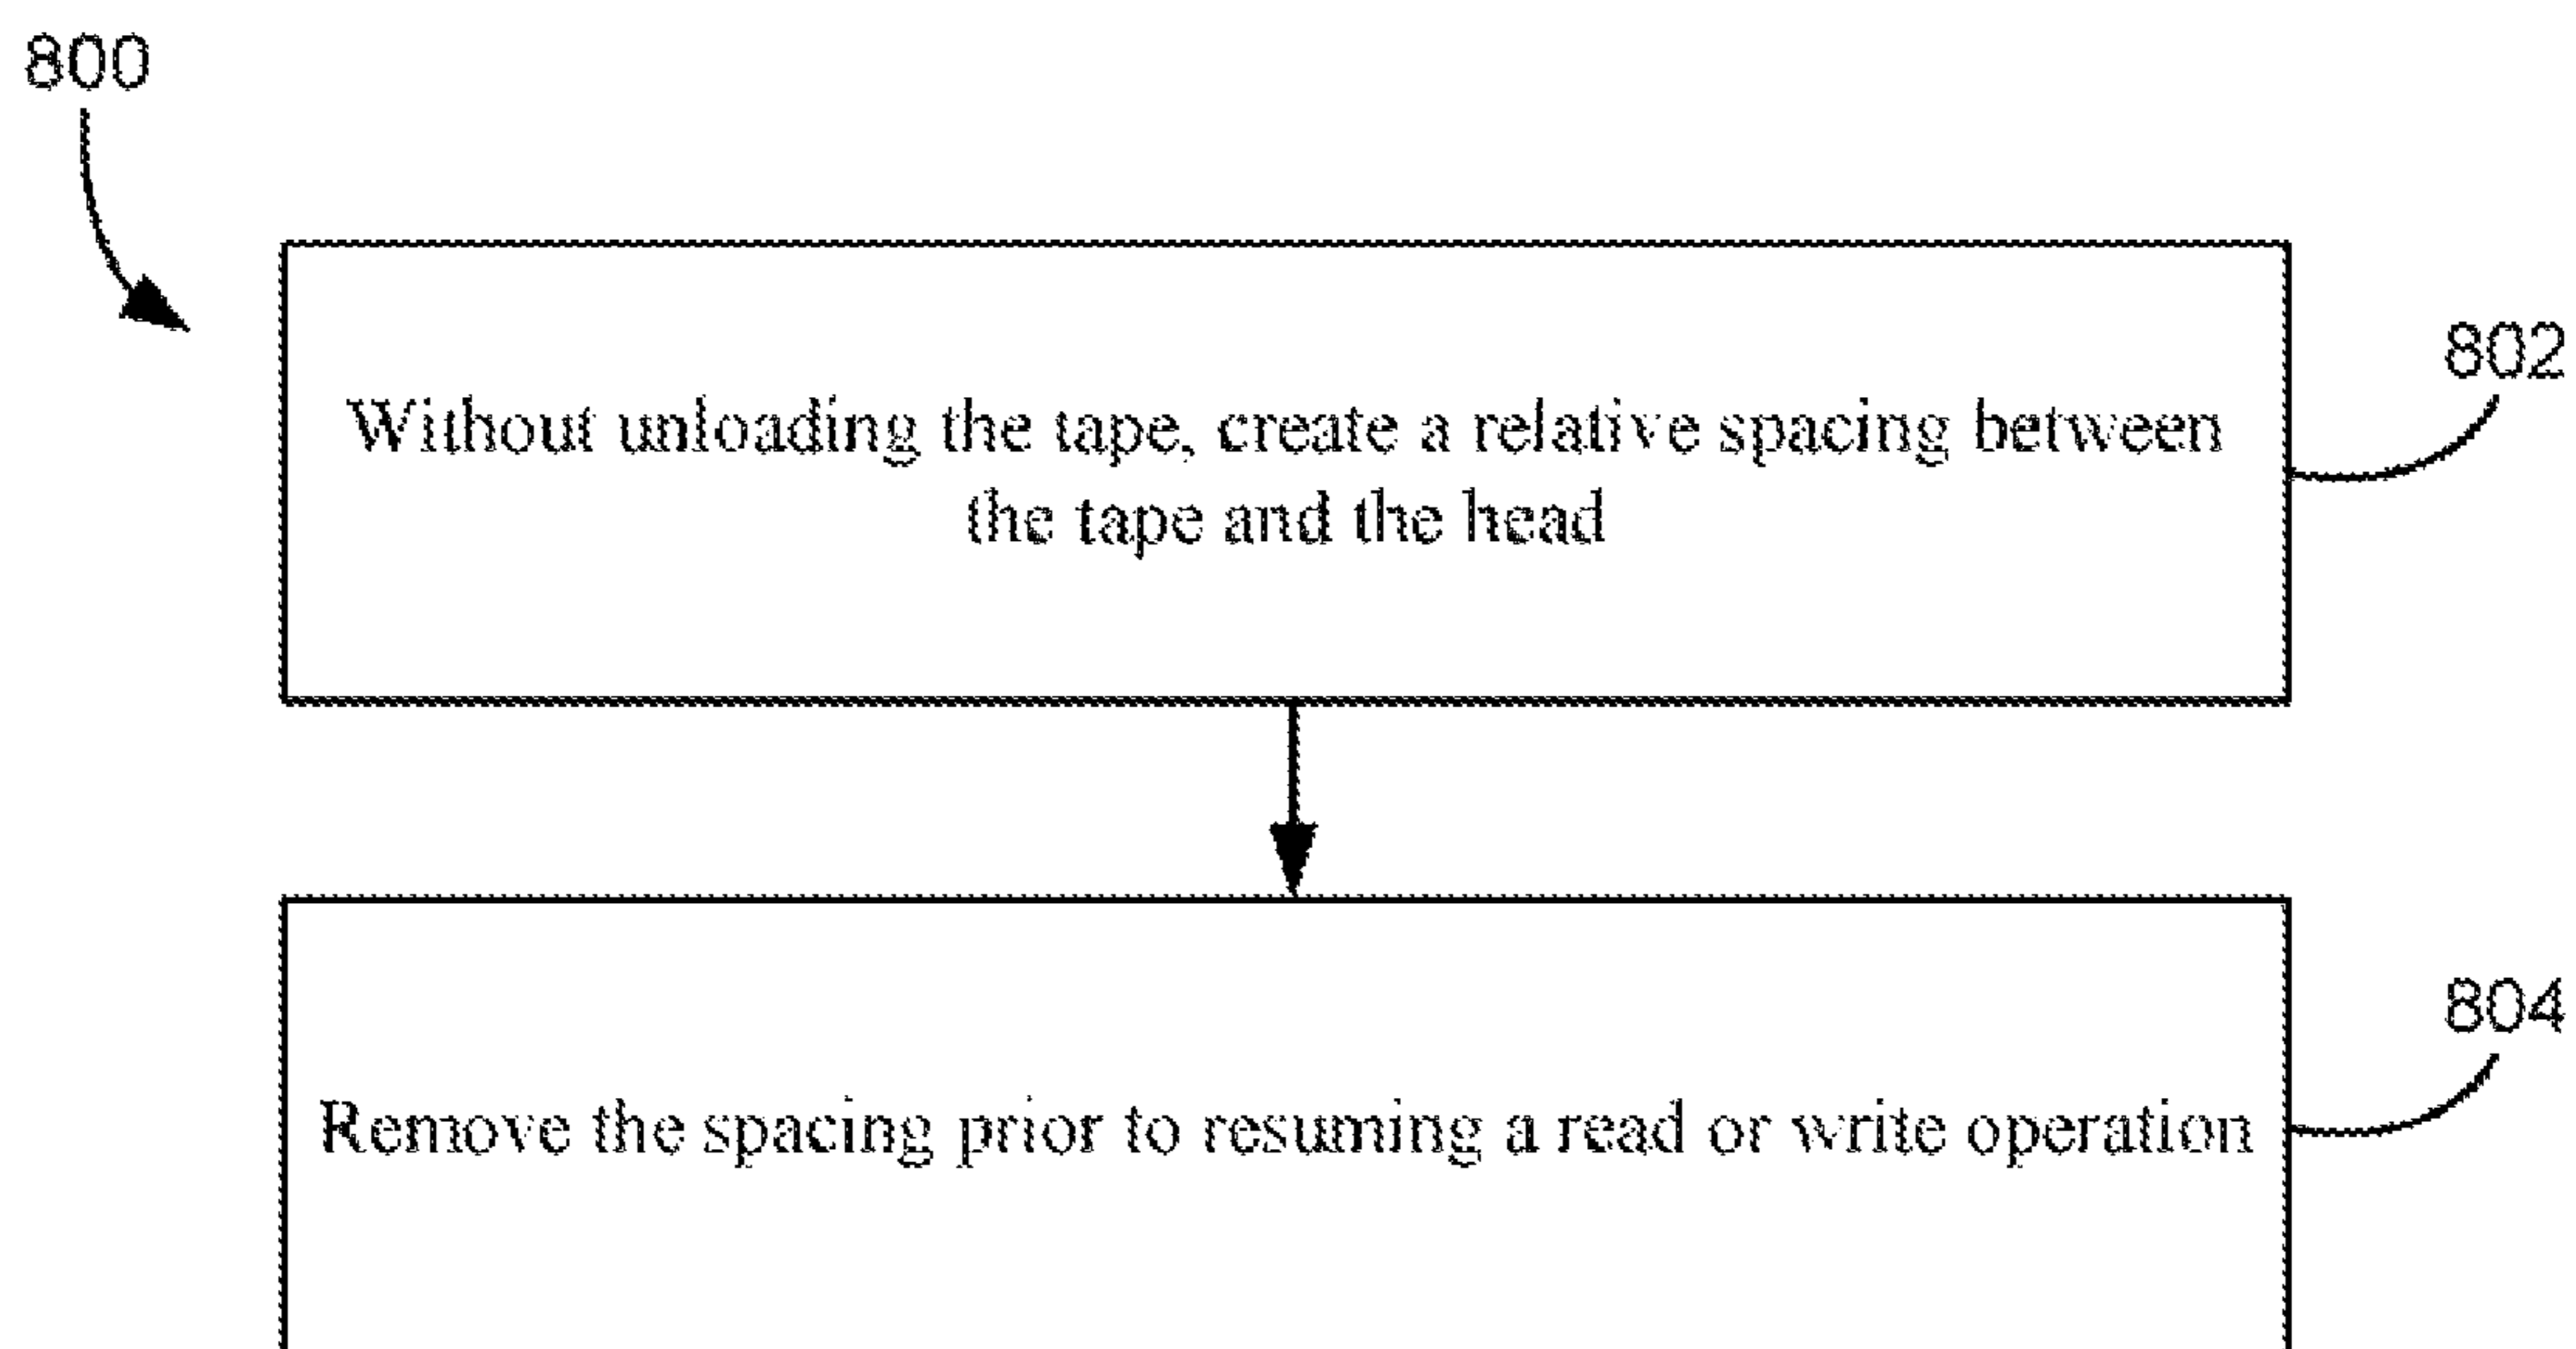 800
802
Without unloading the tape, create a relative spacing between
the tape and the head
804
Remove the spacing prior to resuming a read or write operation